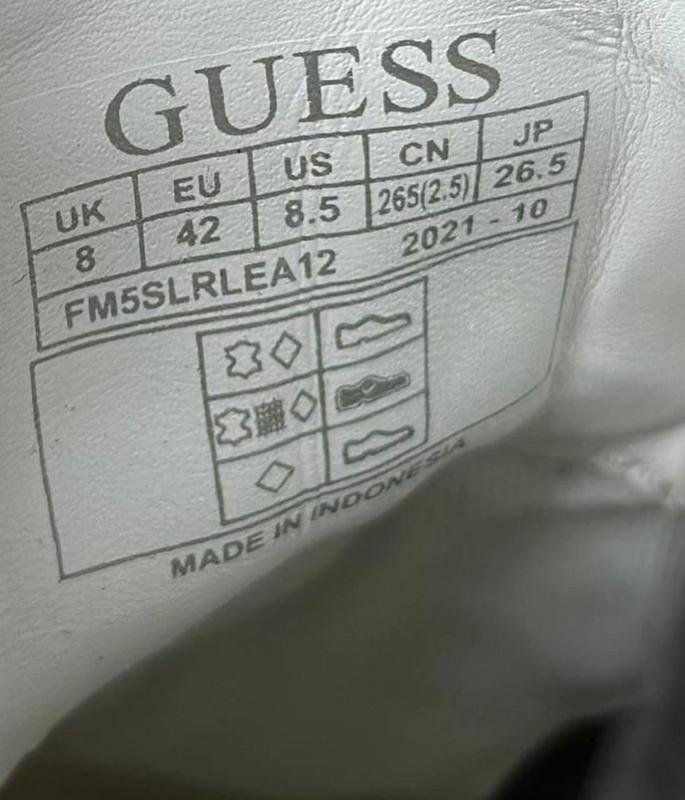 GUESS
UK EU US CN JP
8 42 8.5 265(2.5) 26.5
FM5SLRLEA12 2021 - 10
MADE IN INDONESIA